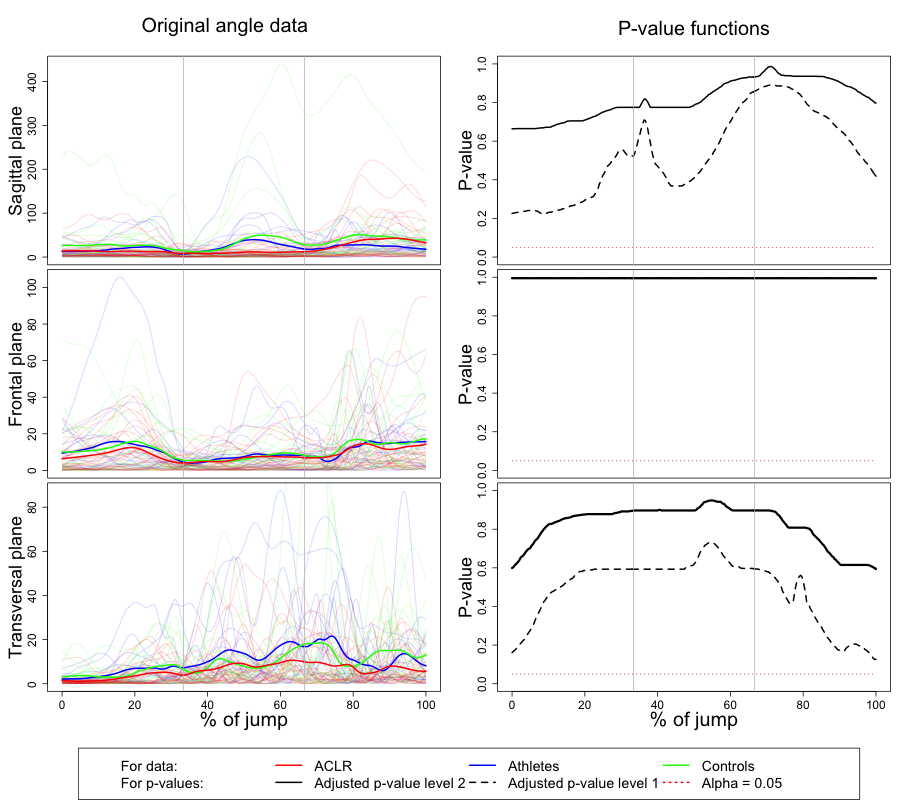 Original angle data
P-value functions
Sagittal plane
0 100 200 300 400
P-value
0.0 0.2 0.4 0.6 0.8 1.0
Frontal plane
0 20 40 60 80 100
P-value
0.0 0.2 0.4 0.6 0.8 1.0
Transversal plane
0 20 40 60 80
P-value
0.0 0.2 0.4 0.6 0.8 1.0
0 20 40 60 80 100
% of jump
0 20 40 60 80 100
% of jump
For data: ACLR Athletes Controls
For p-values: Adjusted p-value level 2 Adjusted p-value level 1 Alpha = 0.05